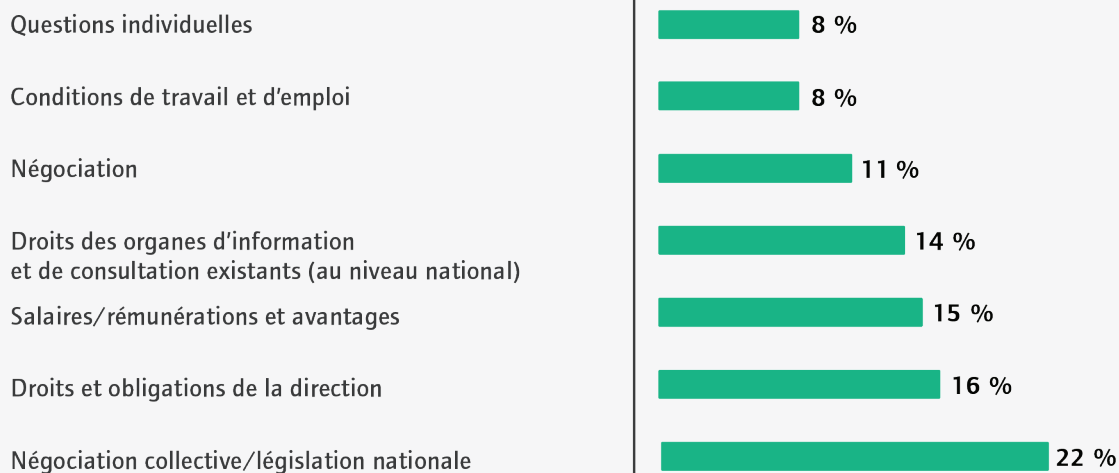 Questions individuelles 8 %
Conditions de travail et d'emploi 8 %
Négociation 11 %
Droits des organes d'information
et de consultation existants (au niveau national) 14 %
Salaires/rémunérations et avantages 15 %
Droits et obligations de la direction 16 %
Négociation collective/législation nationale 22 %